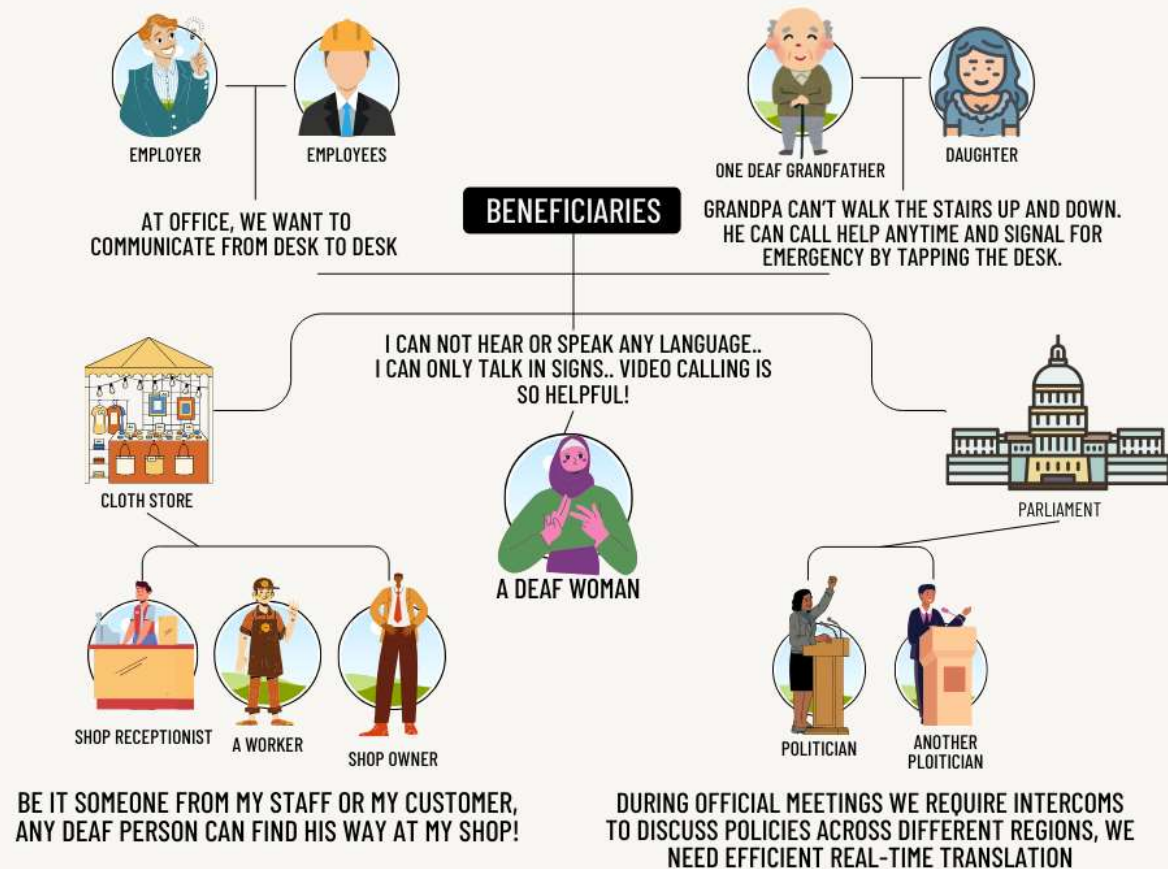 EMPLOYER
EMPLOYEES
AT OFFICE, WE WANT TO
COMMUNICATE FROM DESK TO DESK
ONE DEAF GRANDFATHER
DAUGHTER
GRANDPA CAN'T WALK THE STAIRS UP AND DOWN.
HE CAN CALL HELP ANYTIME AND SIGNAL FOR
EMERGENCY BY TAPPING THE DESK.
BENEFICIARIES
I CAN NOT HEAR OR SPEAK ANY LANGUAGE..
I CAN ONLY TALK IN SIGNS.. VIDEO CALLING IS
SO HELPFUL!
A DEAF WOMAN
CLOTH STORE
SHOP RECEPTIONIST
A WORKER
SHOP OWNER
BE IT SOMEONE FROM MY STAFF OR MY CUSTOMER,
ANY DEAF PERSON CAN FIND HIS WAY AT MY SHOP!
PARLIAMENT
POLITICIAN
ANOTHER
PLOITICIAN
DURING OFFICIAL MEETINGS WE REQUIRE INTERCOMS
TO DISCUSS POLICIES ACROSS DIFFERENT REGIONS, WE
NEED EFFICIENT REAL-TIME TRANSLATION